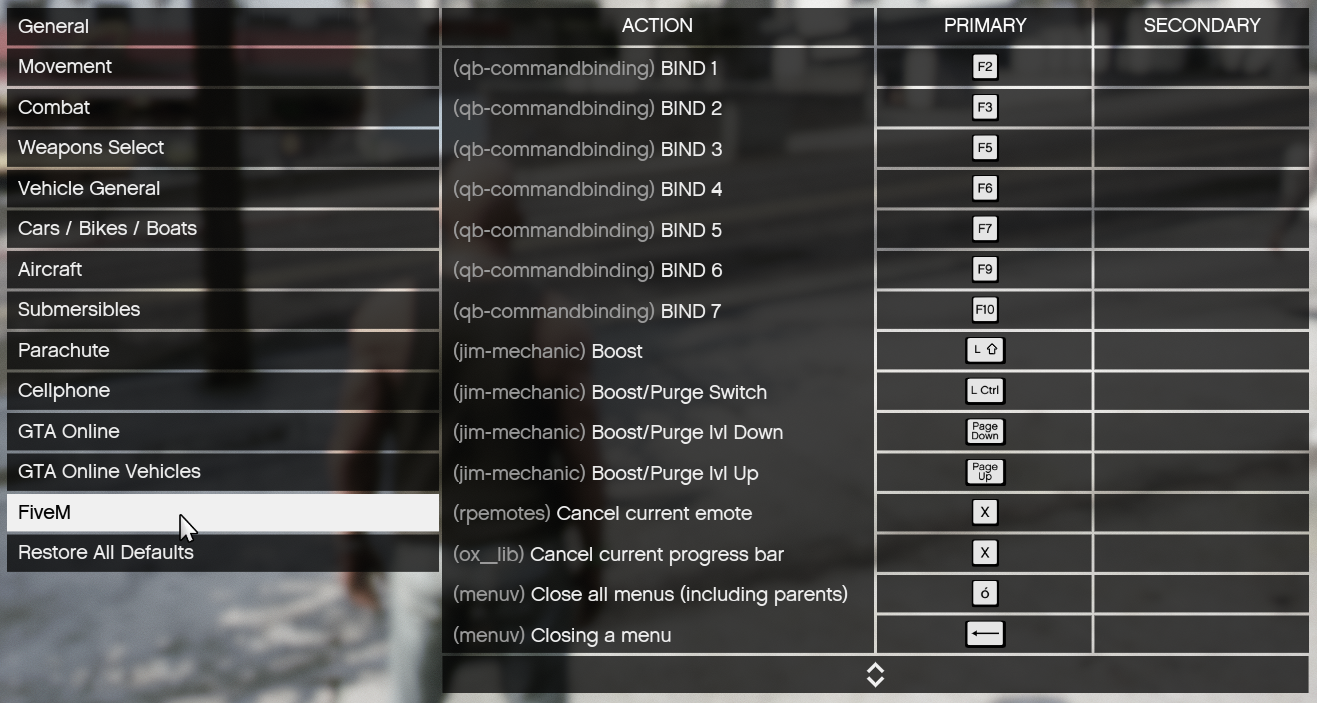 General
Movement
Combat
Weapons Select
Vehicle General
Cars / Bikes / Boats
Aircraft
Submersibles
Parachute
Cellphone
GTA Online
GTA Online Vehicles
FiveM
Restore All Defaults
ACTION PRIMARY SECONDARY
(qb-commandbinding) BIND 1 F2
(qb-commandbinding) BIND 2 F3
(qb-commandbinding) BIND 3 F5
(qb-commandbinding) BIND 4 F6
(qb-commandbinding) BIND 5 F7
(qb-commandbinding) BIND 6 F9
(qb-commandbinding) BIND 7 F10
(jim-mechanic) Boost L ⇧
(jim-mechanic) Boost/Purge Switch L Ctrl
(jim-mechanic) Boost/Purge lvl Down Page Down
(jim-mechanic) Boost/Purge lvl Up Page Up
(rpemotes) Cancel current emote X
(ox_lib) Cancel current progress bar X
(menuv) Close all menus (including parents) ó
(menuv) Closing a menu ←